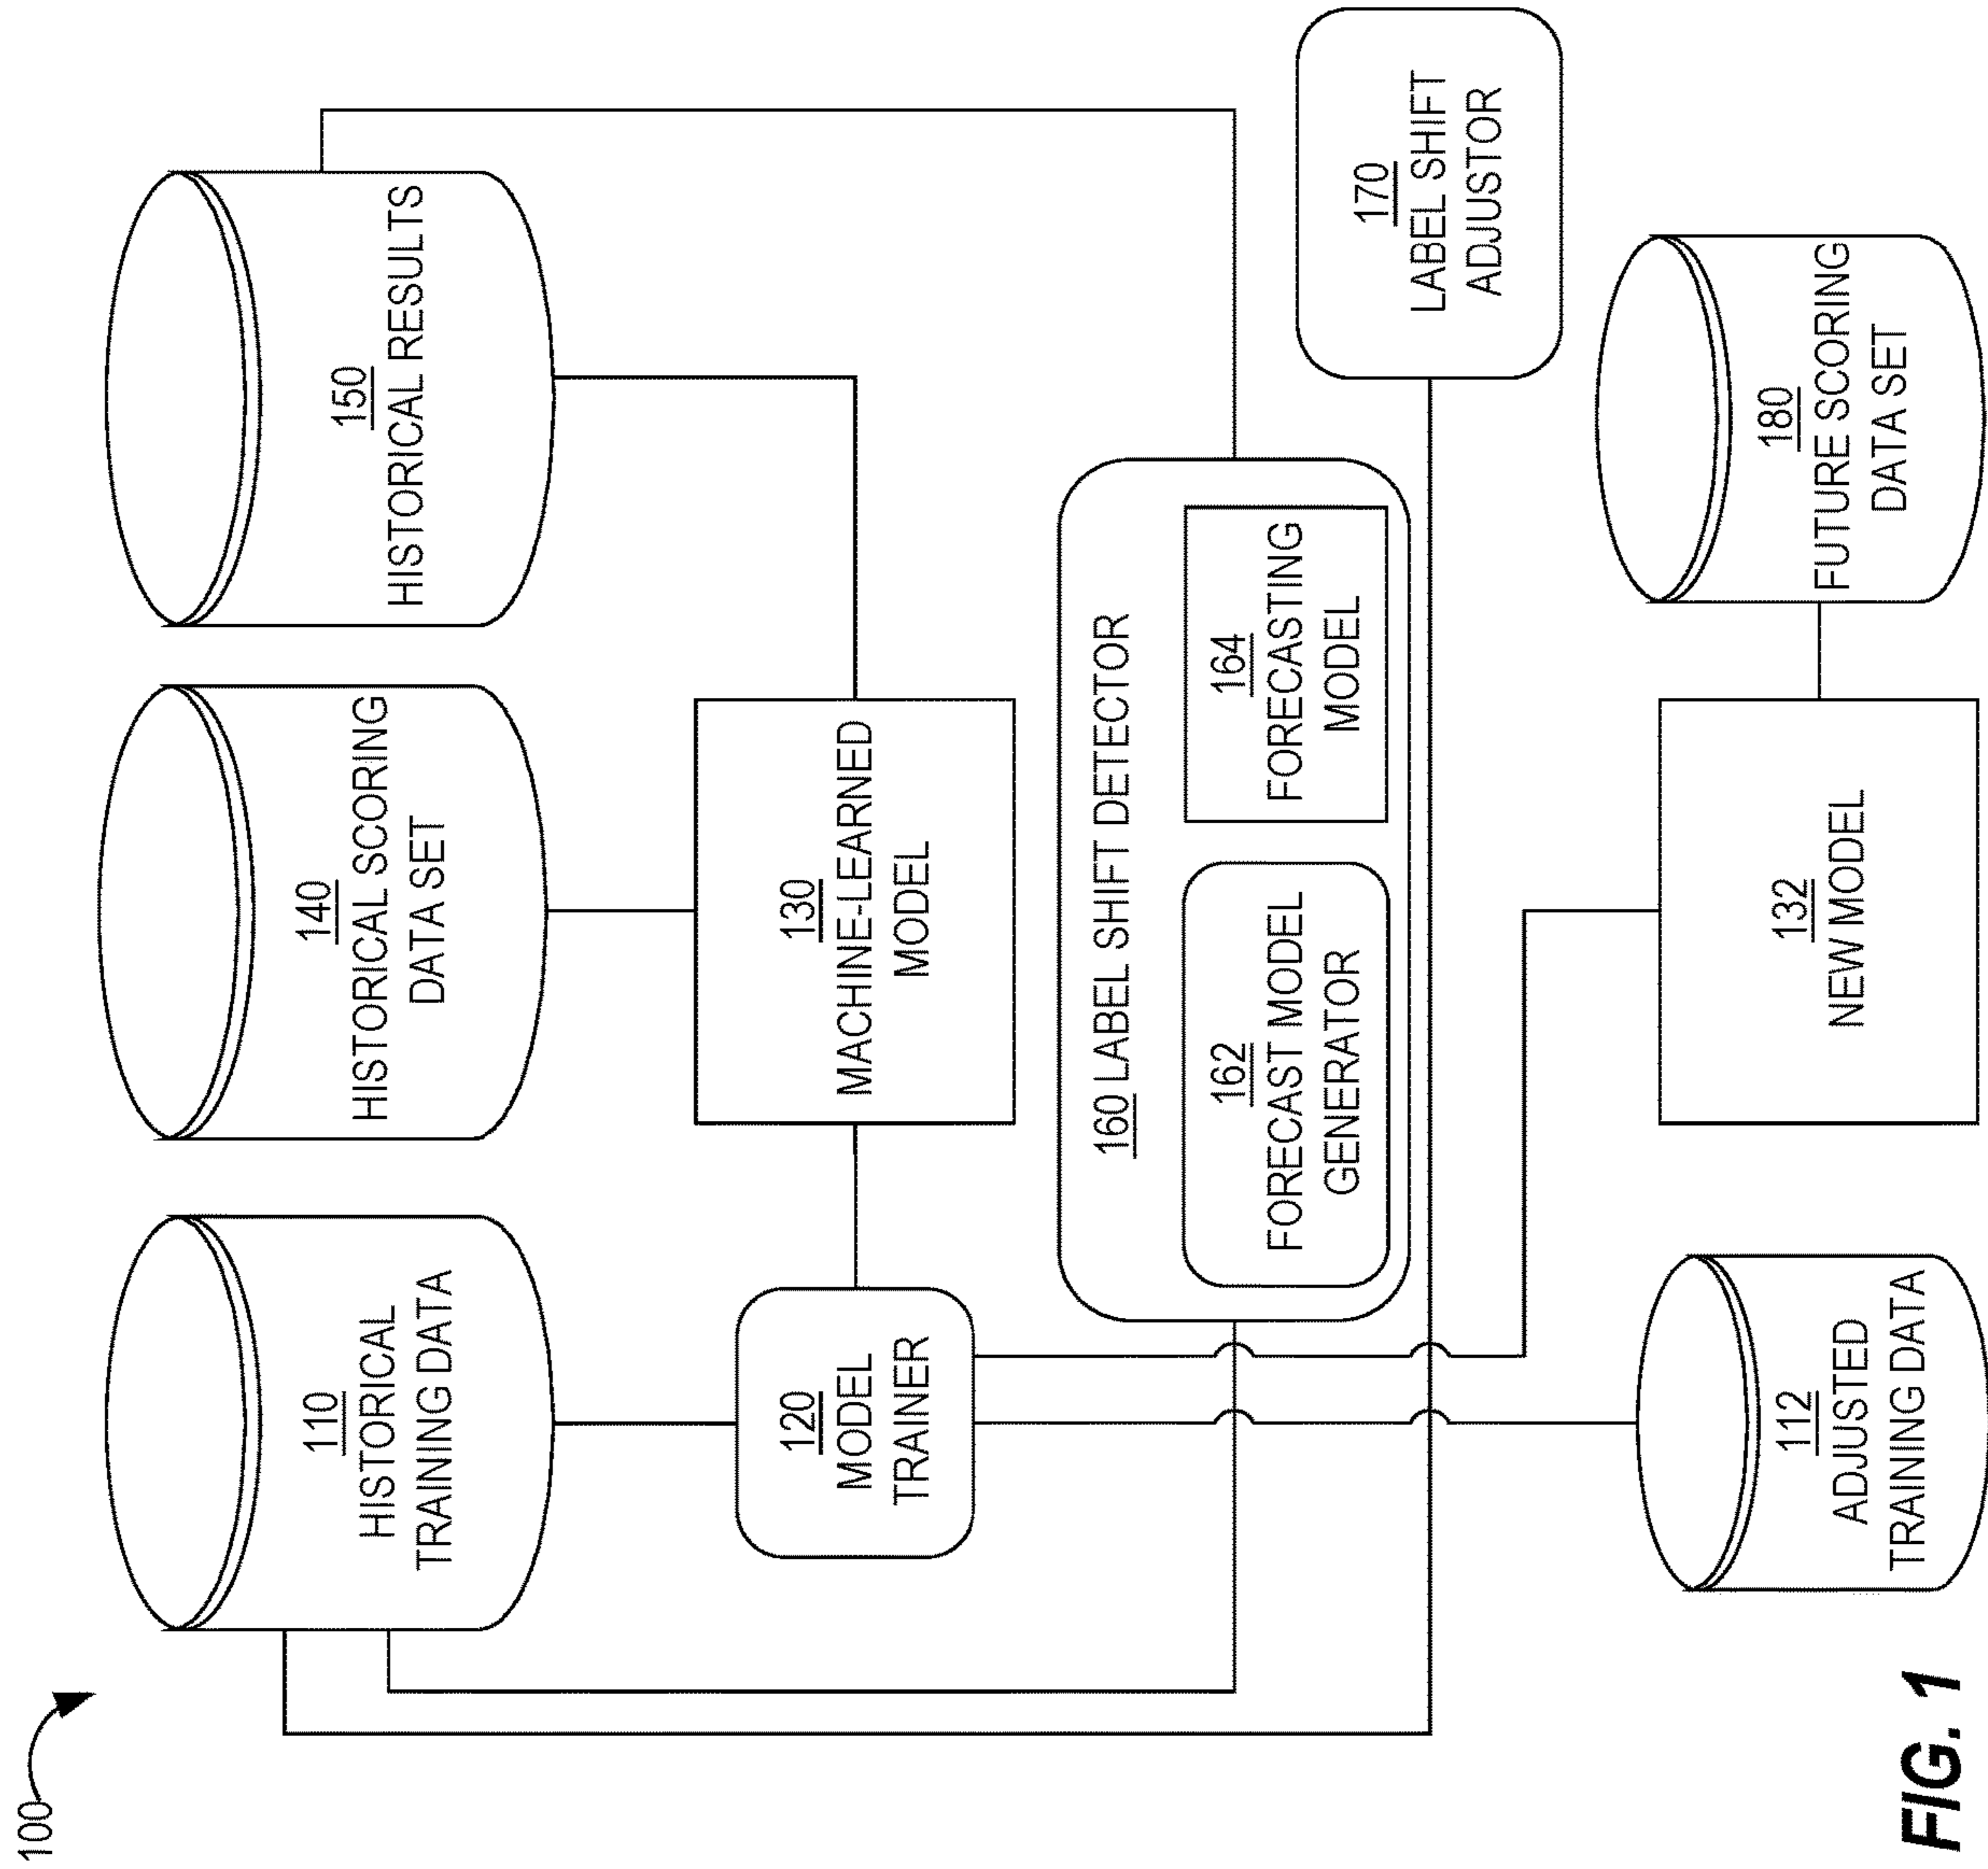 100
110
HISTORICAL
TRAINING DATA
140
HISTORICAL SCORING
DATA SET
150
HISTORICAL RESULTS
120
MODEL
TRAINER
130
MACHINE-LEARNED
MODEL
160 LABEL SHIFT DETECTOR
162
FORECAST MODEL
GENERATOR
164
FORECASTING
MODEL
170
LABEL SHIFT
ADJUSTOR
112
ADJUSTED
TRAINING DATA
132
NEW MODEL
180
FUTURE SCORING
DATA SET
FIG. 1